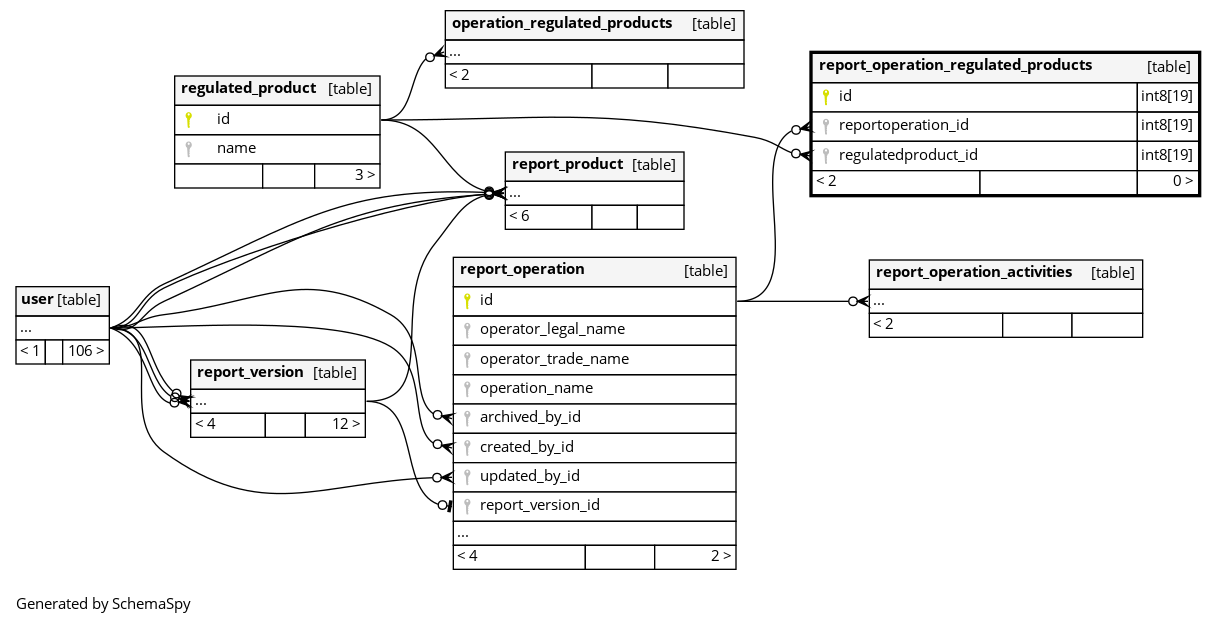 operation_regulated_products [table]
...
< 2
report_operation_regulated_products [table]
id int8[19]
reportoperation_id int8[19]
regulatedproduct_id int8[19]
< 2 0 >
regulated_product [table]
id
name
3 >
report_product [table]
...
< 6
report_operation [table]
id
operator_legal_name
operator_trade_name
operation_name
archived_by_id
created_by_id
updated_by_id
report_version_id
...
< 4 2 >
report_operation_activities [table]
...
< 2
user [table]
...
< 1 106 >
report_version [table]
...
< 4 12 >
Generated by SchemaSpy